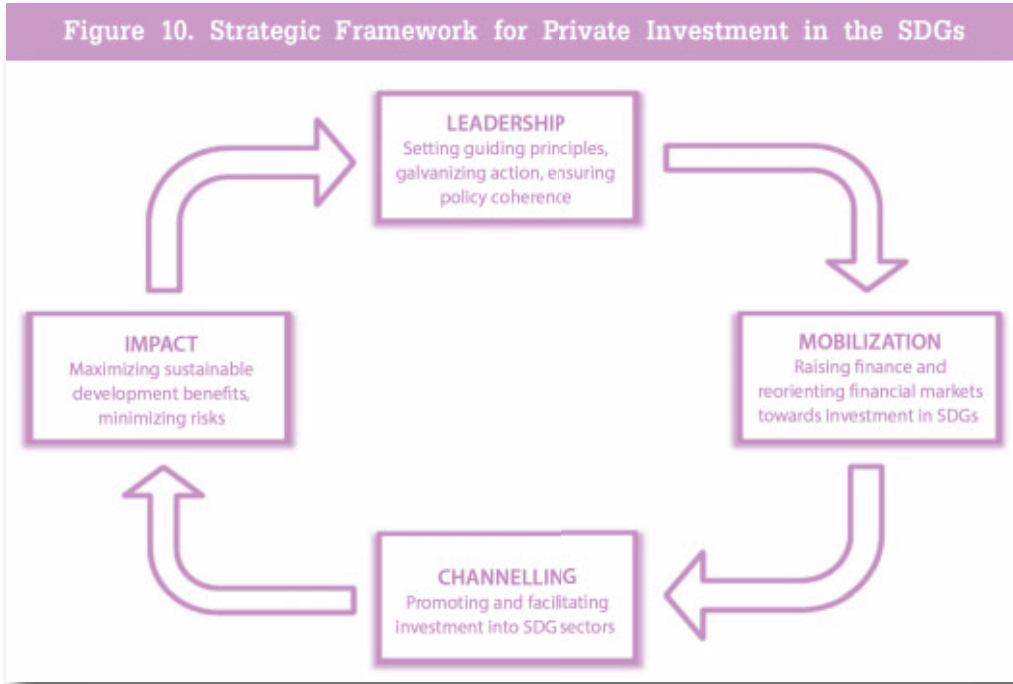 Figure 10. Strategic Framework for Private Investment in the SDGs
LEADERSHIP
Setting guiding principles,
galvanizing action, ensuring
policy coherence
MOBILIZATION
Raising finance and
reorienting financial markets
towards investment in SDGs
CHANNELLING
Promoting and facilitating
investment into SDG sectors
IMPACT
Maximizing sustainable
development benefits,
minimizing risks